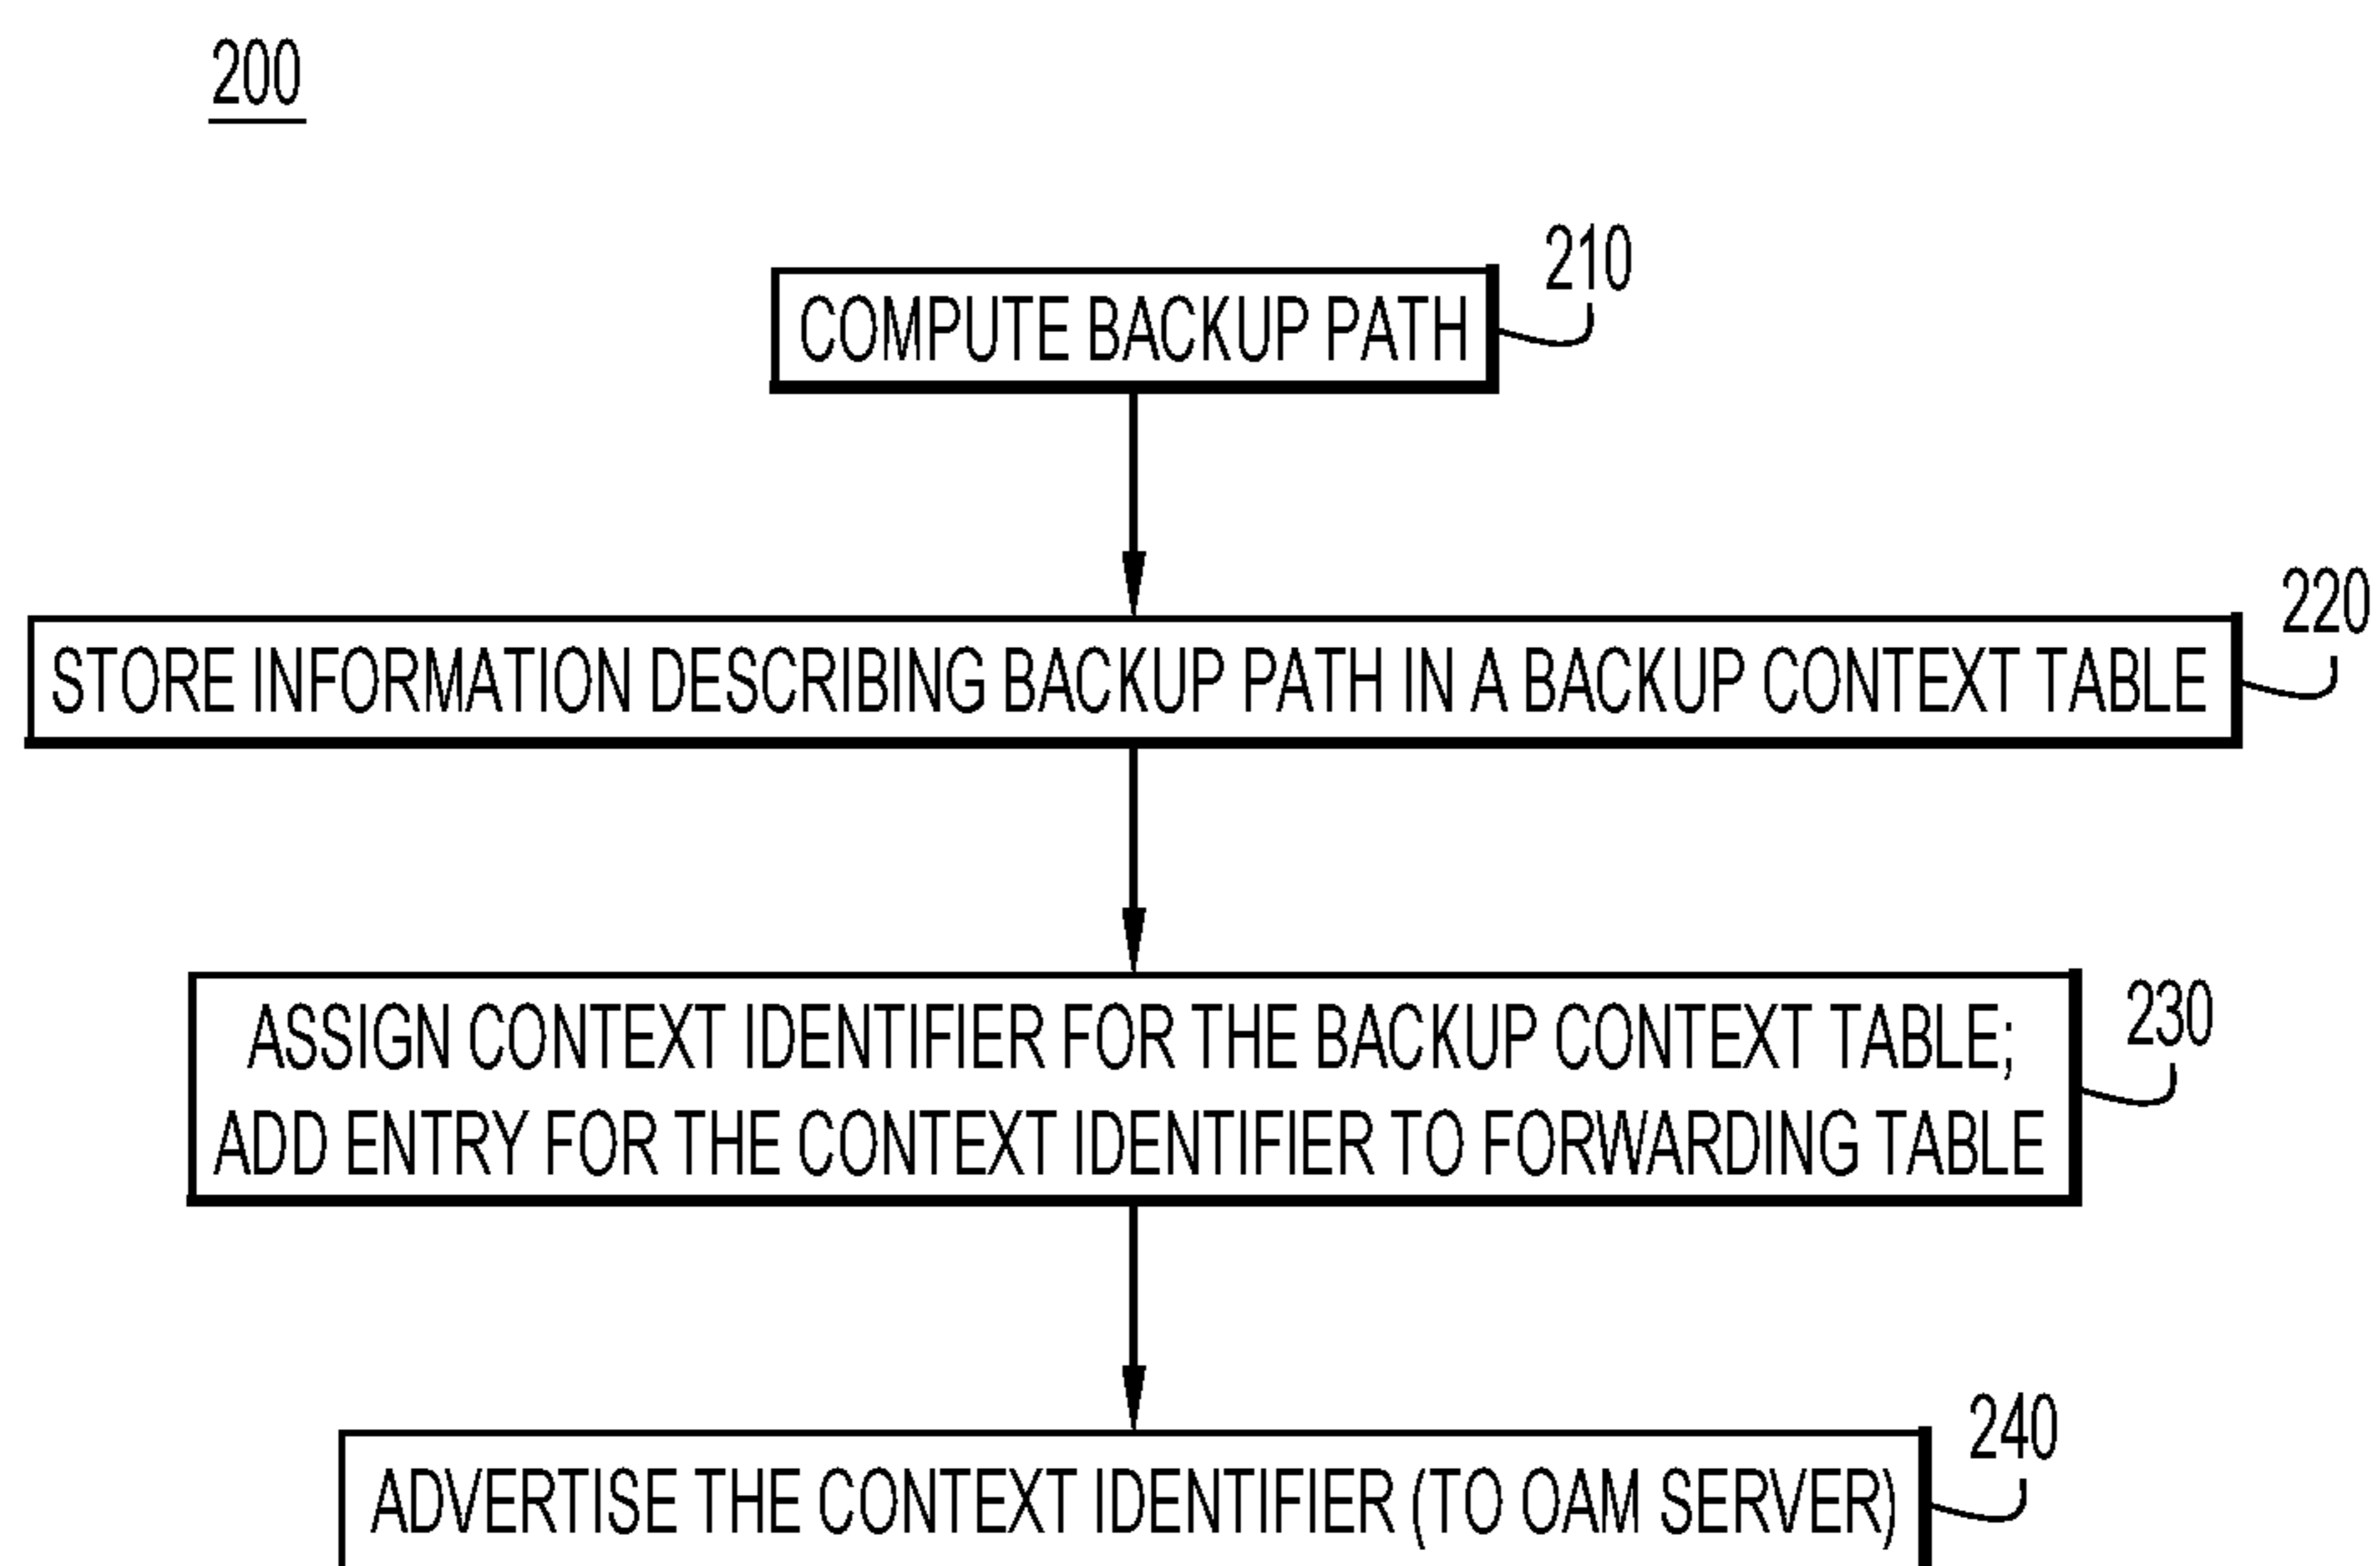 200
210
COMPUTE BACKUP PATH
220
STORE INFORMATION DESCRIBING BACKUP PATH IN A BACKUP CONTEXT TABLE
230
ASSIGN CONTEXT IDENTIFIER FOR THE BACKUP CONTEXT TABLE;
ADD ENTRY FOR THE CONTEXT IDENTIFIER TO FORWARDING TABLE
240
ADVERTISE THE CONTEXT IDENTIFIER (TO OAM SERVER)